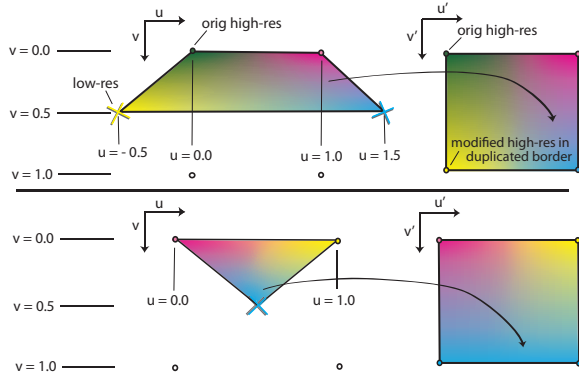 u
v
orig high-res
v = 0.0
low-res
v = 0.5
u = - 0.5
u = 0.0
u = 1.0
u = 1.5
v = 1.0
u'
v'
orig high-res
modified high-res in
duplicated border
u
v
v = 0.0
u = 0.0
v = 0.5
u = 1.0
v = 1.0
u'
v'